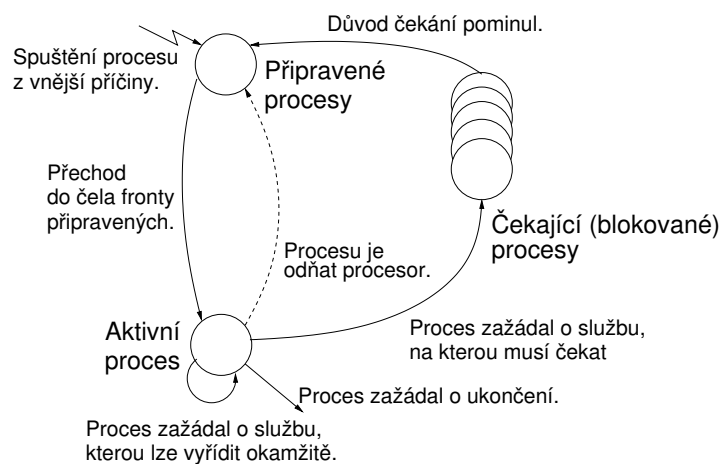 Důvod čekání pominul.
Spuštění procesu
z vnější příčiny.
Připravené
procesy
Přechod
do čela fronty
připravených.
Čekající (blokované)
procesy
Procesu je
odňat procesor.
Aktivní
proces
Proces zažádal o službu,
na kterou musí čekat
Proces zažádal o ukončení.
Proces zažádal o službu,
kterou lze vyřídit okamžitě.